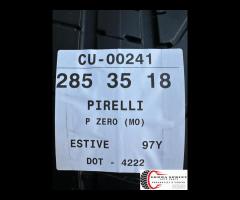 CU-00241
285 35 18
PIRELLI
P ZERO (MO)
ESTIVE 97Y
DOT - 4222